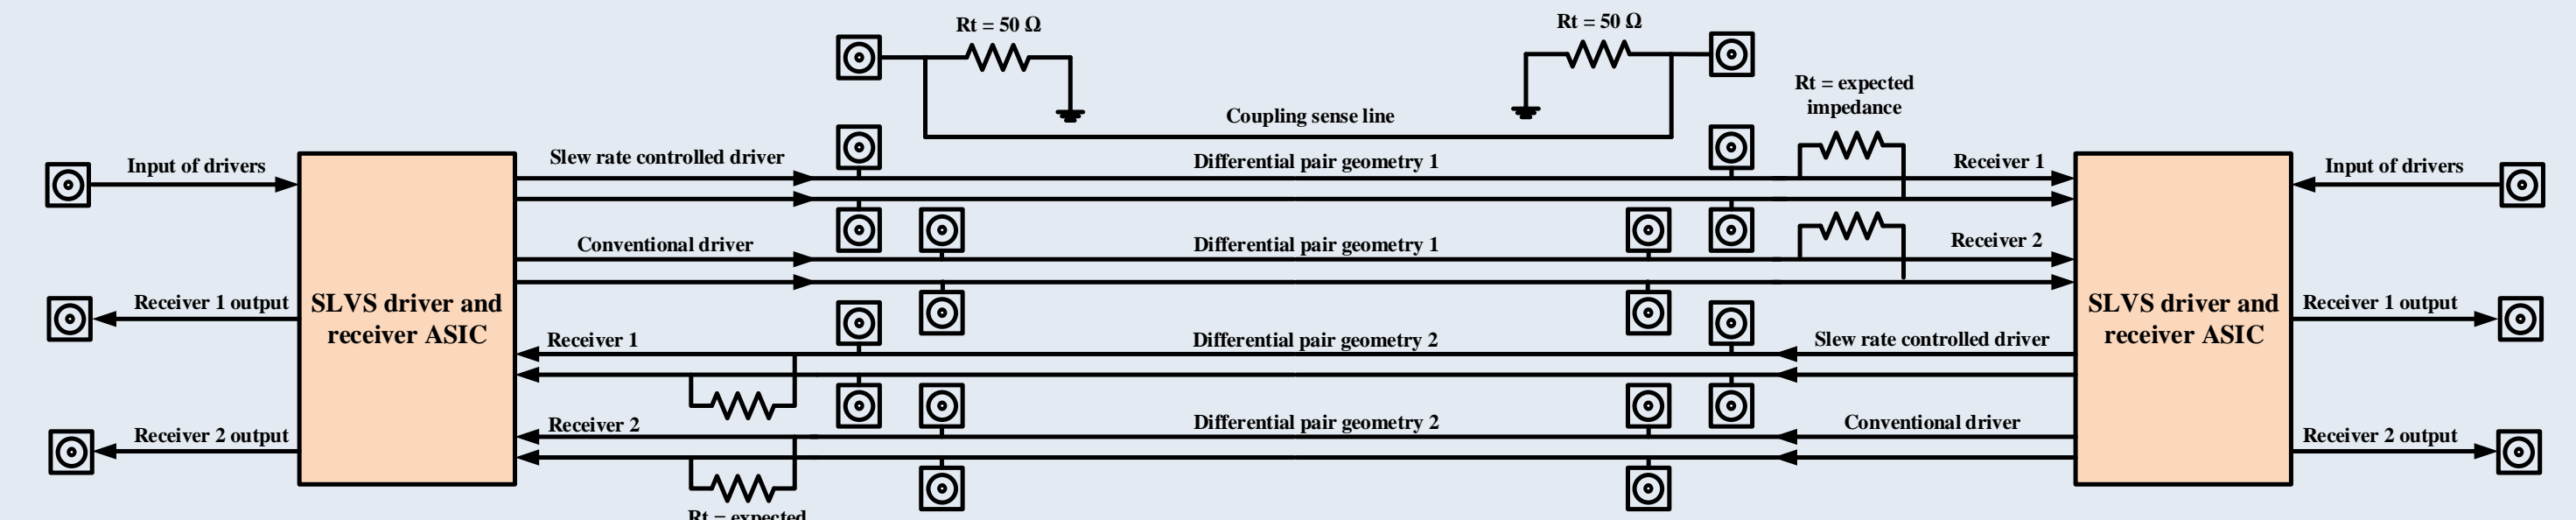 Rt = 50 Ω
Rt = 50 Ω
Rt = expected
impedance
Coupling sense line
Input of drivers
Slew rate controlled driver
Differential pair geometry 1
Receiver 1
Input of drivers
Conventional driver
Differential pair geometry 1
Receiver 2
Receiver 1 output
SLVS driver and
receiver ASIC
SLVS driver and
receiver ASIC
Receiver 1 output
Receiver 1
Differential pair geometry 2
Slew rate controlled driver
Receiver 2 output
Receiver 2
Differential pair geometry 2
Conventional driver
Receiver 2 output
Rt = expected